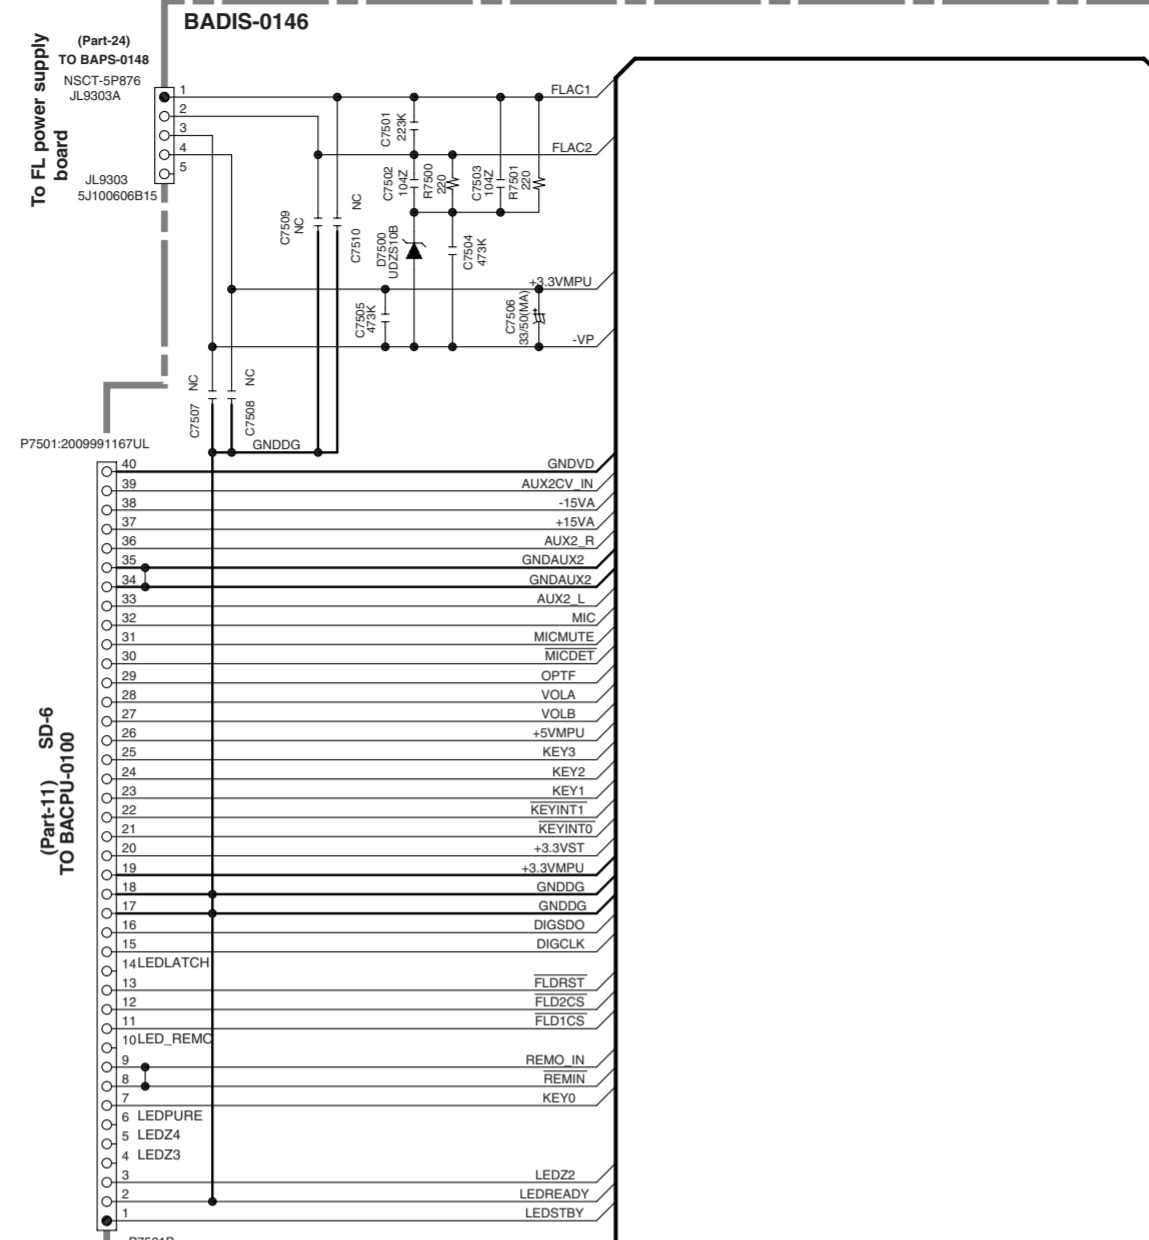 BADIS-0146
To FL power supply
board
(Part-24)
TO BAPS-0148
NSCT-5P876
JL9303A
1
2
3
4
5
JL9303
5J100606B15
FLAC1
C7501
223K
FLAC2
C7502
104Z
R7500
220
C7503
104Z
R7501
220
C7509
NC
C7510
NC
D7500
UDZS10B
C7504
473K
+3.3VMPU
C7505
473K
C7506
33/50(MA)
-VP
C7507
NC
C7508
NC
GNDDG
P7501:2009991167UL
SD-6
(Part-11)
TO BACPU-0100
40 GNDVD
39 AUX2CV_IN
38 -15VA
37 +15VA
36 AUX2_R
35 GNDAUX2
34 GNDAUX2
33 AUX2_L
32 MIC
31 MICMUTE
30 MICDET
29 OPTF
28 VOLA
27 VOLB
26 +5VMPU
25 KEY3
24 KEY2
23 KEY1
22 KEYINT1
21 KEYINT0
20 +3.3VST
19 +3.3VMPU
18 GNDDG
17 GNDDG
16 DIGSDO
15 DIGCLK
14 LEDLATCH
13 FLDRST
12 FLD2CS
11 FLD1CS
10 LED_REMO
9 REMO_IN
8 REMIN
7 KEY0
6 LEDPURE
5 LEDZ4
4 LEDZ3
3 LEDZ2
2 LEDREADY
1 LEDSTBY